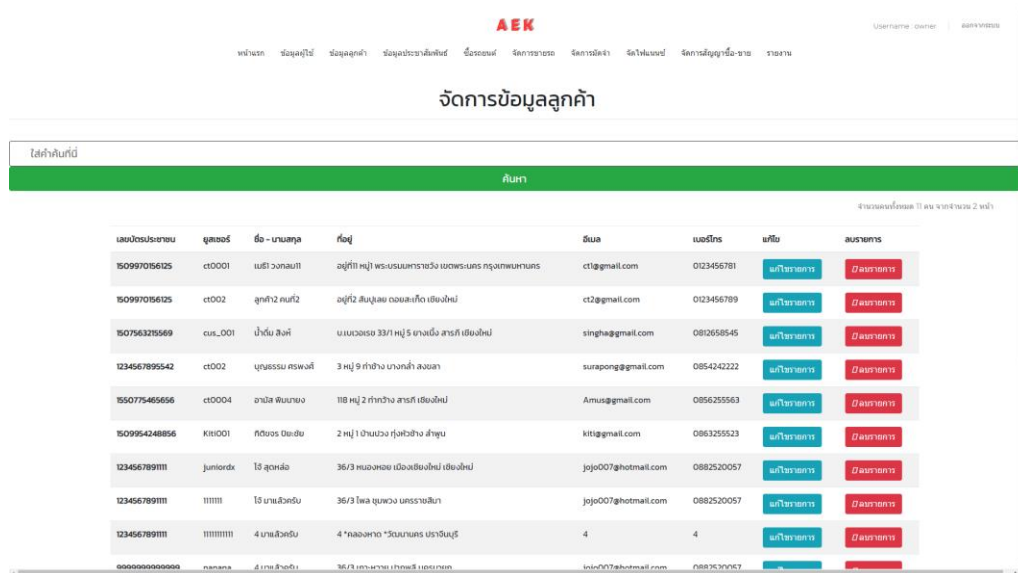 AEK
Username : owner ออกจากระบบ
หน้าแรก ข้อมูลผู้ใช้ ข้อมูลลูกค้า ข้อมูลประชาสัมพันธ์ ซื้อรถยนต์ จัดการขายรถ จัดการมัดจำ จัดไฟแนนซ์ จัดการสัญญาซื้อ-ขาย รายงาน
จัดการข้อมูลลูกค้า
ใส่คำค้นที่นี่
ค้นหา
จำนวนคนทั้งหมด 11 คน จากจำนวน 2 หน้า
เลขบัตรประชาชน ยูสเซอร์ ชื่อ - นามสกุล ที่อยู่ อีเมล เบอร์โทร แก้ไข ลบรายการ
1509970156125 ct0001 เมธี1 วงกลม11 อยู่ที่11 หมู่1 พระบรมมหาราชวัง เขตพระนคร กรุงเทพมหานคร ct1@gmail.com 0123456781 แก้ไขรายการ ลบรายการ
1509970156125 ct002 ลูกค้า2 คนที่2 อยู่ที่2 สันปูเลย ดอยสะเก็ด เชียงใหม่ ct2@gmail.com 0123456789 แก้ไขรายการ ลบรายการ
1507563215569 cus_001 น้ำดื่ม สิงห์ บ.เบเวอเรช 33/1 หมู่ 5 ยางเนิ้ง สารภี เชียงใหม่ singha@gmail.com 0812658545 แก้ไขรายการ ลบรายการ
1234567895542 ct002 บุญธรรม ศรพงศ์ 3 หมู่ 9 ท่าช้าง บางกล่ำ สงขลา surapong@gmail.com 0854242222 แก้ไขรายการ ลบรายการ
1550775465656 ct0004 อามัส พิมมายง 118 หมู่ 2 ท่ากว้าง สารภี เชียงใหม่ Amus@gmail.com 0856255563 แก้ไขรายการ ลบรายการ
1509954248856 Kiti001 กิติขจร ปิยะชัย 2 หมู่ 1 บ้านปวง ทุ่งหัวช้าง ลำพูน kiti@gmail.com 0863255523 แก้ไขรายการ ลบรายการ
1234567891111 juniordx โจ้ สุดหล่อ 36/3 หนองหอย เมืองเชียงใหม่ เชียงใหม่ jojo007@hotmail.com 0882520057 แก้ไขรายการ ลบรายการ
1234567891111 1111111 โจ้ มาแล้วครับ 36/3 ไพล ชุมพวง นครราชสีมา jojo007@hotmail.com 0882520057 แก้ไขรายการ ลบรายการ
1234567891111 11111111111 4 มาแล้วครับ 4 *คลองหาด *วัฒนานคร ปราจีนบุรี 4 4 แก้ไขรายการ ลบรายการ
9999999999999 papapa 4 มาแล้วครับ 36/3 jojo007@hotmail.com 0882520057